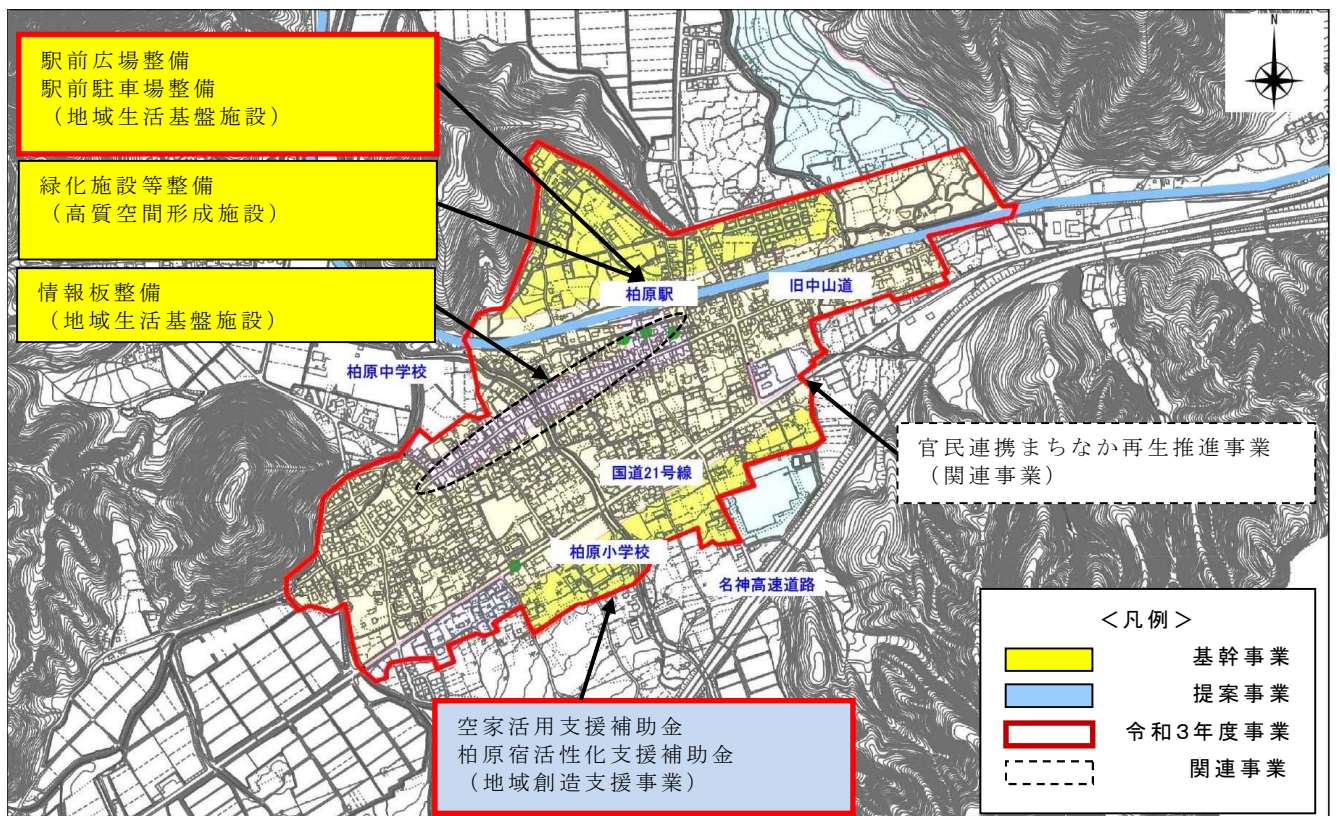 駅前広場整備
駅前駐車場整備
（地域生活基盤施設）
緑化施設等整備
（高質空間形成施設）
情報板整備
（地域生活基盤施設）
N
柏原駅
旧中山道
柏原中学校
国道21号線
官民連携まちなか再生推進事業
（関連事業）
柏原小学校
名神高速道路
空家活用支援補助金
柏原宿活性化支援補助金
（地域創造支援事業）
＜凡例＞
基幹事業
提案事業
令和3年度事業
関連事業